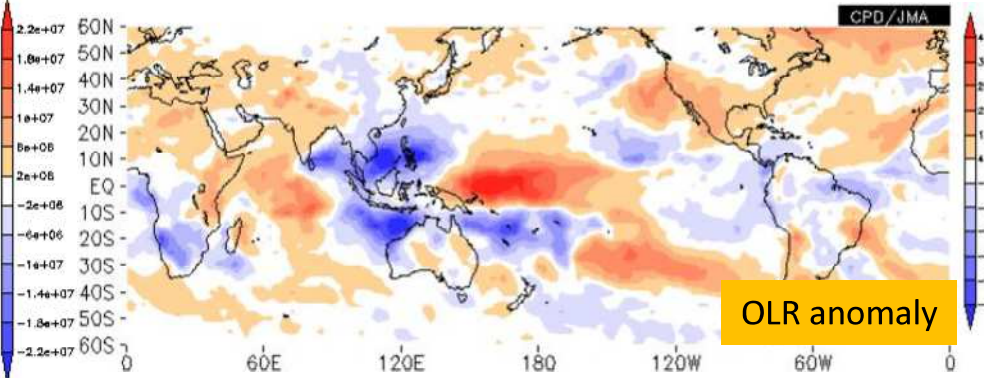 CPD/JMA
2.2e+07
1.8e+07
1.4e+07
1e+07
6e+06
2e+06
-2e+06
-6e+06
-1e+07
-1.4e+07
-1.8e+07
-2.2e+07
60N
50N
40N
30N
20N
10N
EQ
10S
20S
30S
40S
50S
60S
0
60E
120E
180
120W
60W
0
OLR anomaly